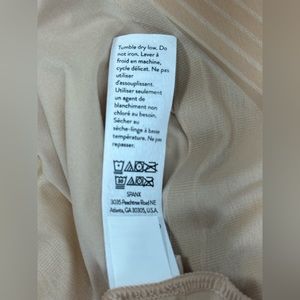 Tumble dry low. Do
not iron. Laver à
froid en machine,
cycle délicat. Ne pas
utiliser
d'assouplissant.
Utiliser seulement
un agent de
blanchiment non
chloré au besoin.
Sécher au
sèche-linge à basse
température. Ne pas
repasser.
SPANX
3035 Peachtree Road NE
Atlanta, GA 30305, U.S.A.